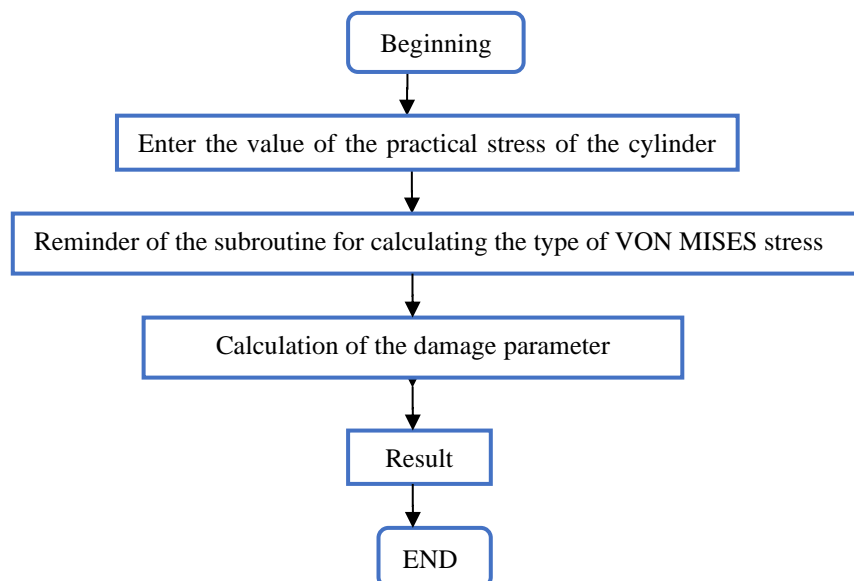 Beginning
Enter the value of the practical stress of the cylinder
Reminder of the subroutine for calculating the type of VON MISES stress
Calculation of the damage parameter
Result
END